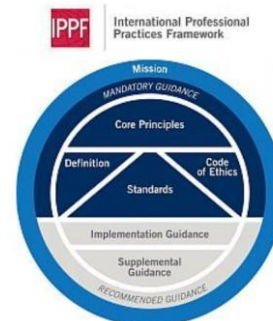 IPPF
International Professional
Practices Framework
Mission
MANDATORY GUIDANCE
Core Principles
Definition
Code
of Ethics
Standards
Implementation Guidance
Supplemental
Guidance
RECOMMENDED GUIDANCE